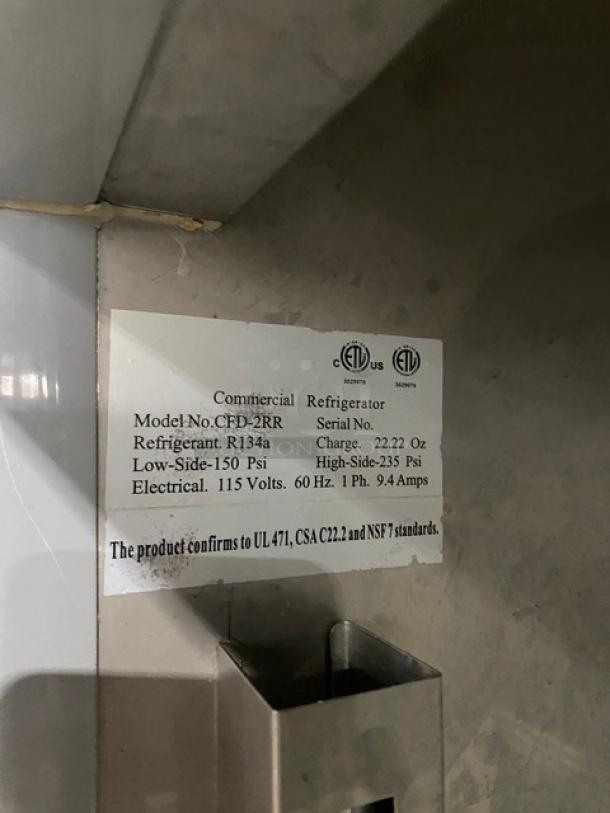 C ETL US ETL
3029079 3029079
Commercial Refrigerator
Model No.CFD-2RR Serial No.
Refrigerant. R134a Charge. 22.22 Oz
Low-Side-150 Psi High-Side-235 Psi
Electrical. 115 Volts. 60 Hz. 1 Ph. 9.4 Amps
The product confirms to UL 471, CSA C22.2 and NSF 7 standards.